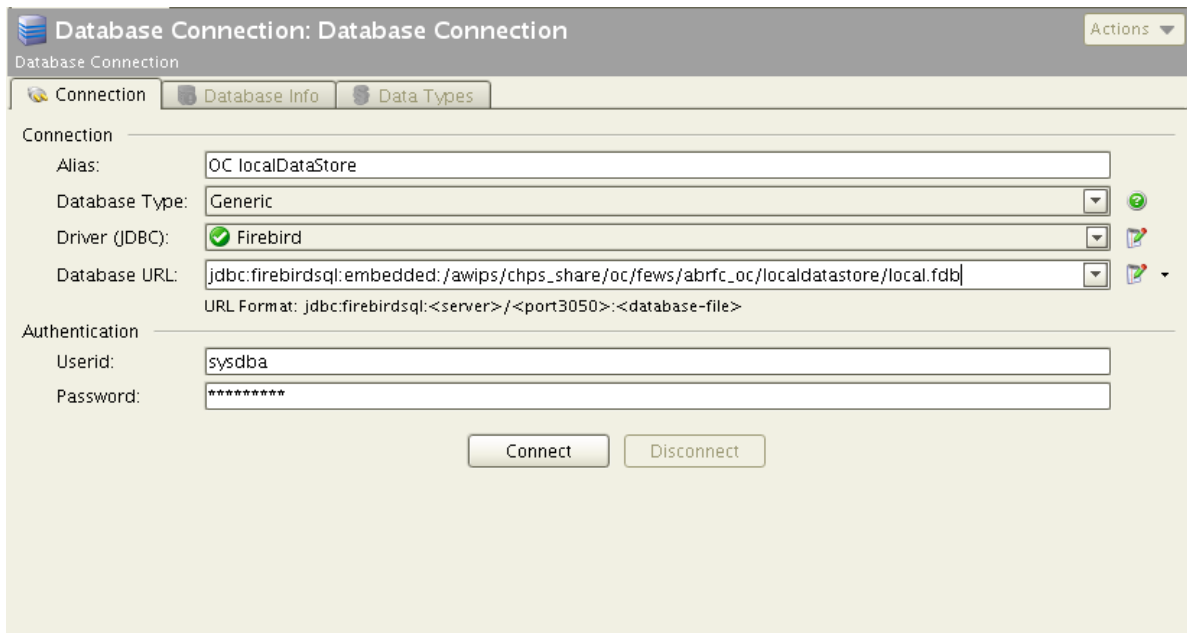 Database Connection: Database Connection
Actions
Database Connection
Connection Database Info Data Types
Connection
Alias: OC localDataStore
Database Type: Generic
Driver (JDBC): Firebird
Database URL: jdbc:firebirdsql:embedded:/awips/chps_share/oc/fews/abrfc_oc/localdatastore/local.fdb
URL Format: jdbc:firebirdsql:<server>/<port3050>:<database-file>
Authentication
Userid: sysdba
Password: *********
Connect Disconnect